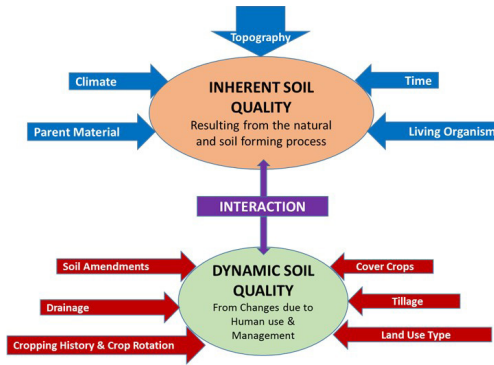 Topography
Climate
Time
INHERENT SOIL
QUALITY
Resulting from the natural
and soil forming process
Parent Material
Living Organism
INTERACTION
Soil Amendments
Cover Crops
DYNAMIC SOIL
QUALITY
From Changes due to
Human use &
Management
Drainage
Tillage
Cropping History & Crop Rotation
Land Use Type